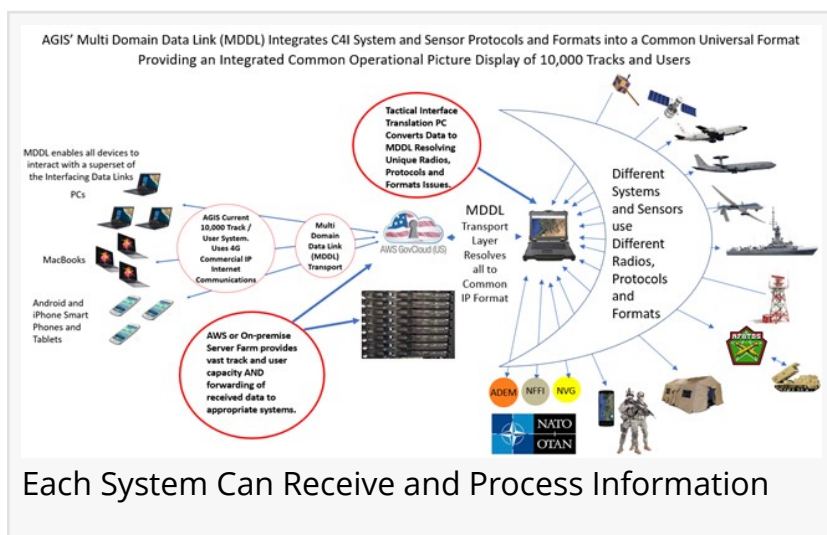 AGIS' Multi Domain Data Link (MDDL) Integrates C4I System and Sensor Protocols and Formats into a Common Universal Format
Providing an Integrated Common Operational Picture Display of 10,000 Tracks and Users
Tactical Interface
Translation PC
Converts Data to
MDDL Resolving
Unique Radios,
Protocols and
Formats Issues.
MDDL enables all devices to
interact with a superset of
the Interfacing Data Links
PCs
MacBooks
Android and
iPhone Smart
Phones and
Tablets
AGIS Current
10,000 Track /
User System.
Uses 4G
Commercial IP
Internet
Communications
Multi
Domain
Data Link
(MDDL)
Transport
AWS GovCloud (US)
MDDL
Transport
Layer
Resolves
all to
Common
IP Format
Different
Systems
and Sensors
use
Different
Radios,
Protocols
and
Formats
AWS or On-premise
Server Farm provides
vast track and user
capacity AND
forwarding of
received data to
appropriate systems.
AFATDS
ADEM
NFFI
NVG
NATO
OTAN
Each System Can Receive and Process Information